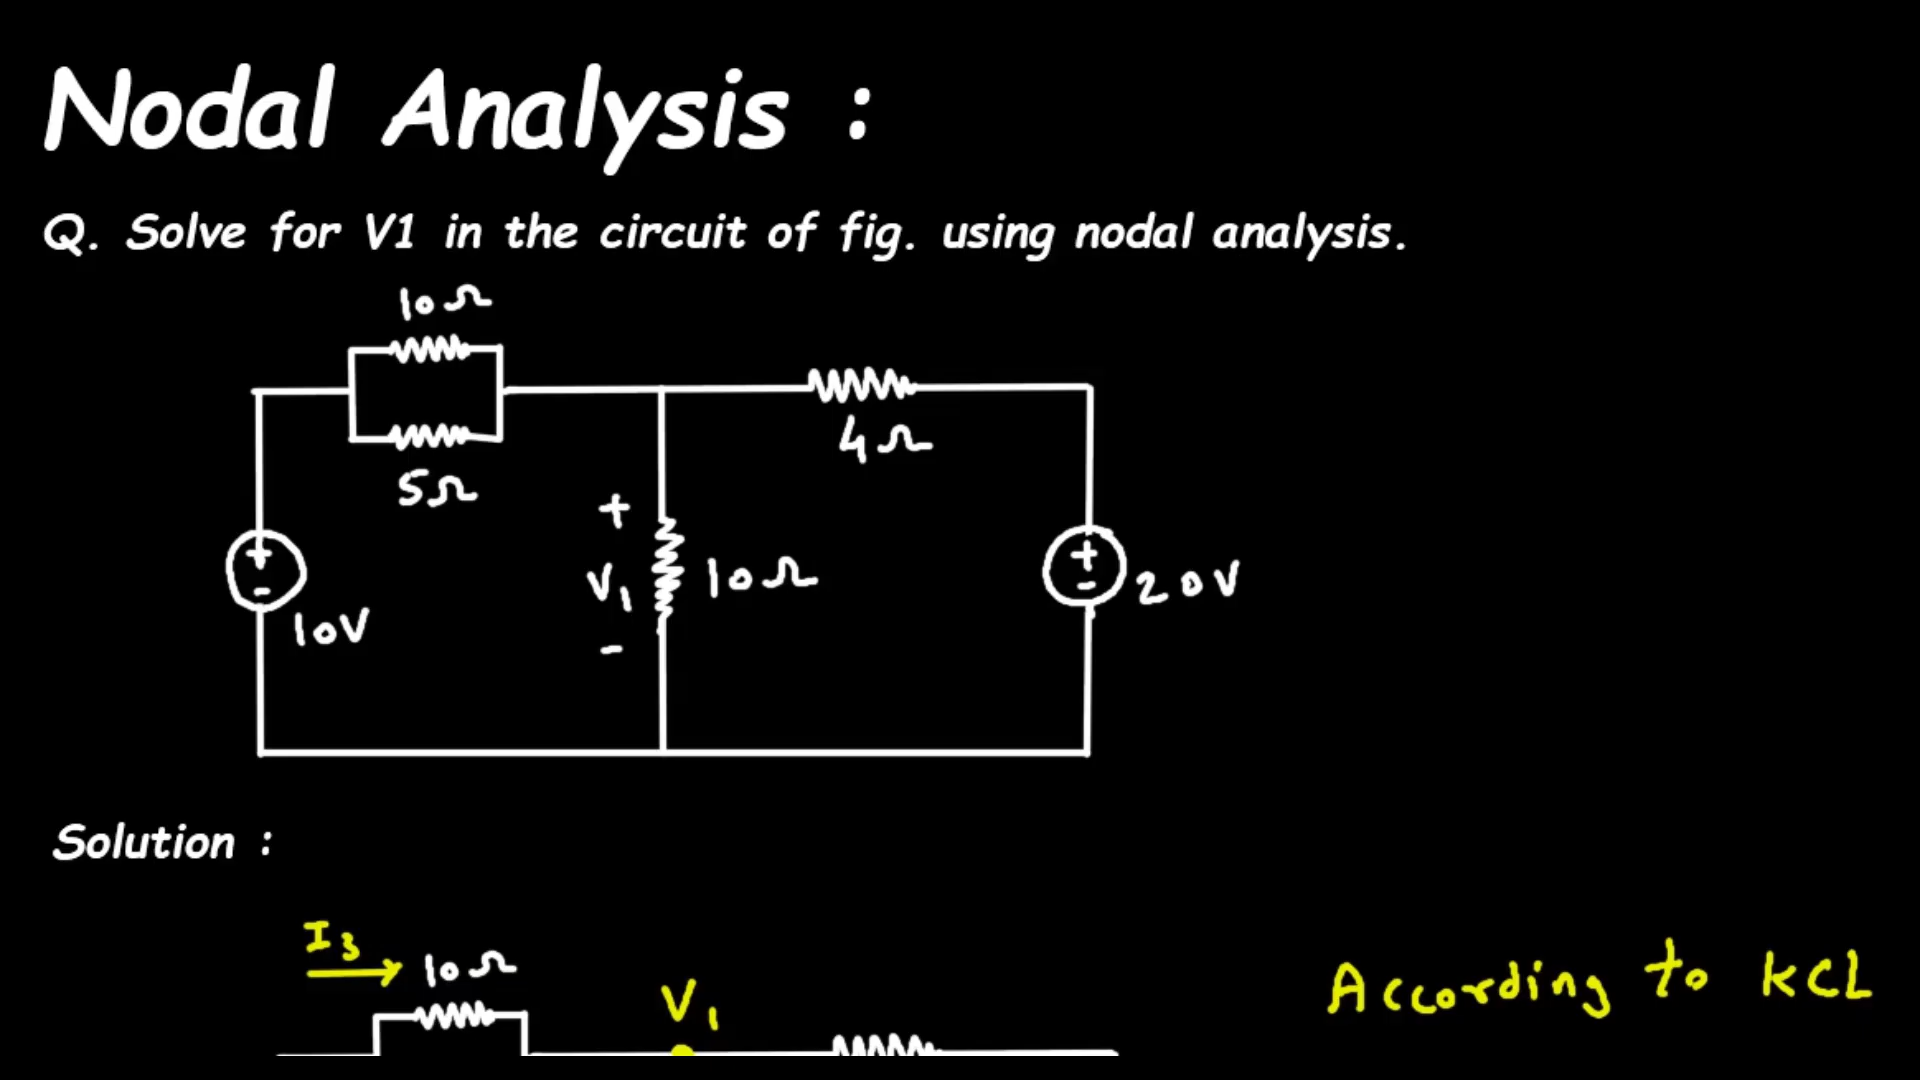 Nodal Analysis :
Q. Solve for V1 in the circuit of fig. using nodal analysis.
10Ω
4Ω
5Ω
+
V₁
-
10Ω
+
-
10V
+
-
20V
Solution :
I₃
10Ω
V₁
According to KCL